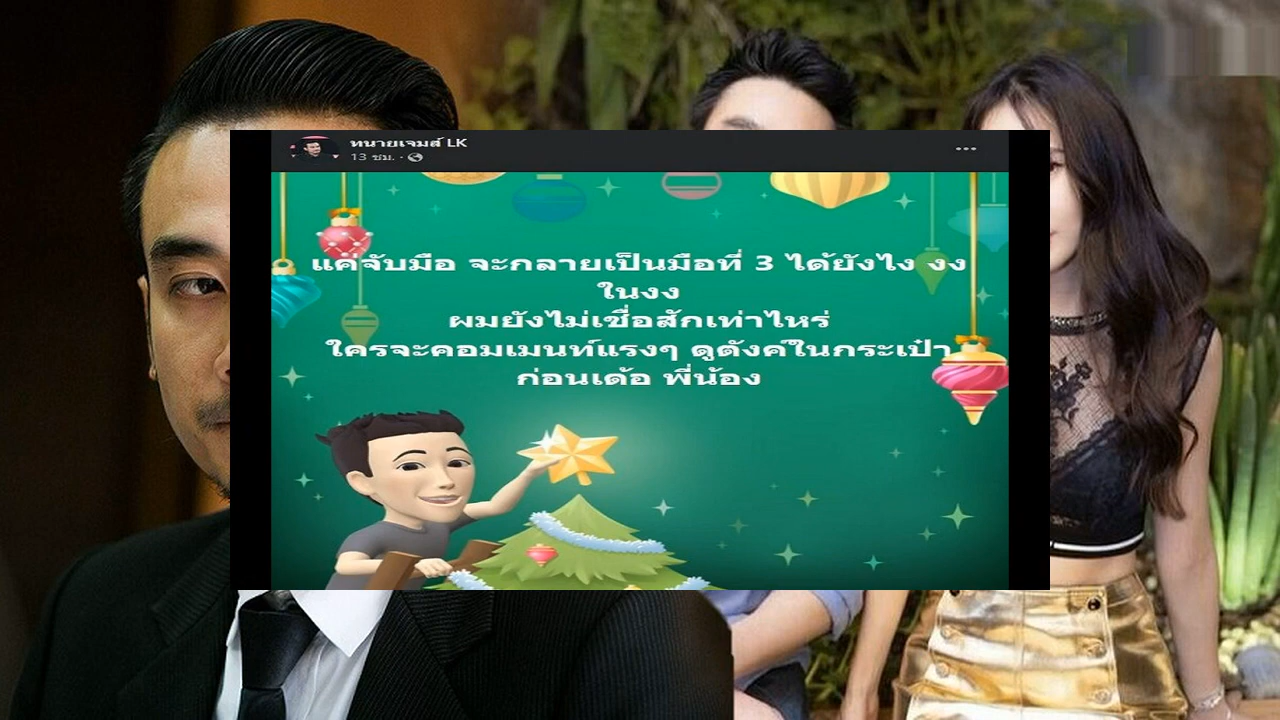 ทนายเจมส์ LK
13 ชม. ·
แค่จับมือ จะกลายเป็นมือที่ 3 ได้ยังไง งง
ในงง
ผมยังไม่เชื่อสักเท่าไหร่
ใครจะคอมเมนท์แรงๆ ดูตังค์ในกระเป๋า
ก่อนเด้อ พี่น้อง